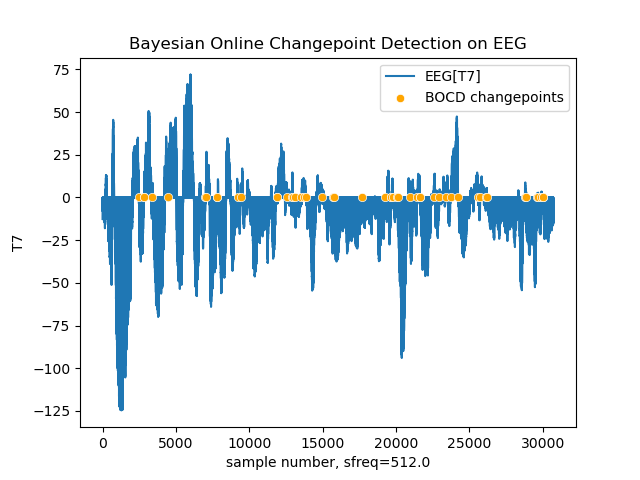 Bayesian Online Changepoint Detection on EEG
EEG[T7]
BOCD changepoints
75
50
25
0
−25
−50
−75
−100
−125
T7
0 5000 10000 15000 20000 25000 30000
sample number, sfreq=512.0